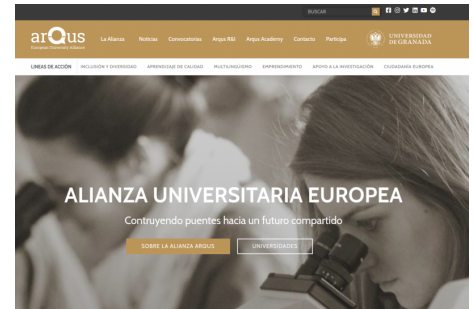 BUSCAR
arQus
European University Alliance
La Alianza Noticias Convocatorias Arqus R&I Arqus Academy Contacto Participa
UNIVERSIDAD
DE GRANADA
LINEAS DE ACCIÓN INCLUSIÓN Y DIVERSIDAD APRENDIZAJE DE CALIDAD MULTILINGÜISMO EMPRENDIMIENTO APOYO A LA INVESTIGACIÓN CIUDADANÍA EUROPEA
ALIANZA UNIVERSITARIA EUROPEA
Contruyendo puentes hacia un futuro compartido
SOBRE LA ALIANZA ARQUS UNIVERSIDADES